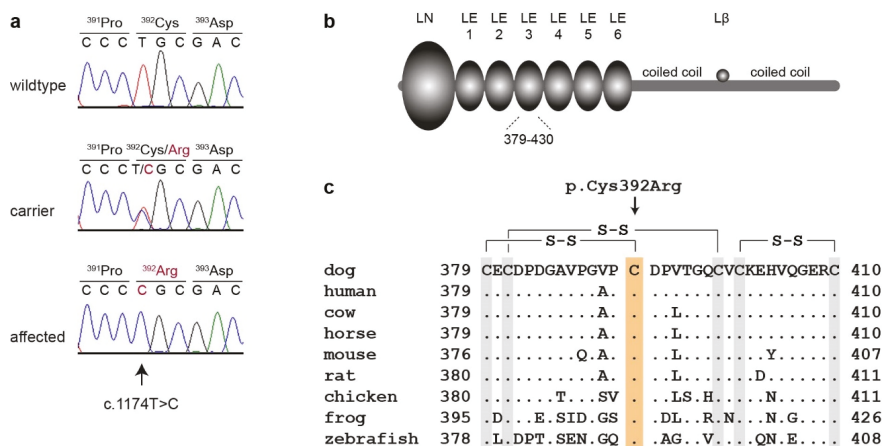 a
³⁹¹Pro ³⁹²Cys ³⁹³Asp
C C C T G C G A C
wildtype
³⁹¹Pro ³⁹²Cys/Arg ³⁹³Asp
C C C T/C G C G A C
carrier
³⁹¹Pro ³⁹²Arg ³⁹³Asp
C C C C G C G A C
affected
c.1174T>C
b
LN LE 1 LE 2 LE 3 LE 4 LE 5 LE 6 Lβ
coiled coil coiled coil
379-430
c
p.Cys392Arg
S-S
S-S S-S
dog 379 CECDPDGAVPGVP C DPVTGQCVCKEHVQGERC 410
human 379 ...........A. . .................. 410
cow 379 ............. . ..L............... 410
horse 379 ...........A. . ..L............... 410
mouse 376 .........Q.A. . ..L........Y...... 407
rat 380 ...........A. . ..L.......D....... 411
chicken 380 .......T...SV . ..LS.H.....N...... 411
frog 395 .D...E.SID.GS . .DL..R.N...N.G.... 426
zebrafish 378 .L.DPT.SEN.GQ . .AG..V....QN.E.... 408